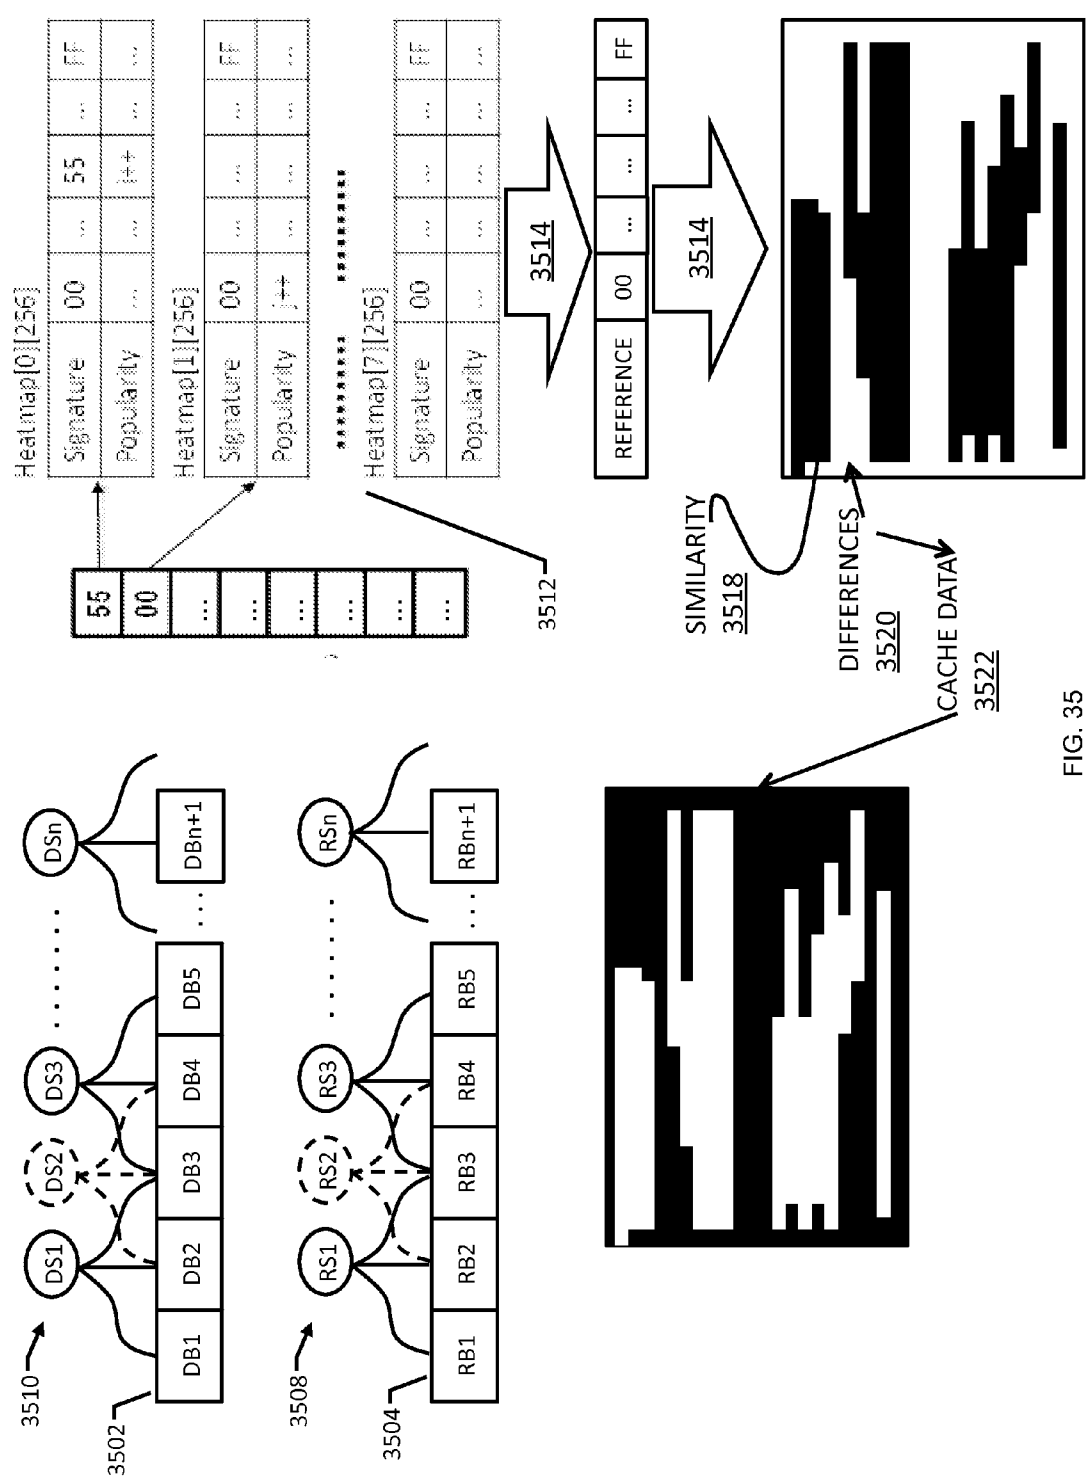 3510
DS1
DS2
DS3
.......
DSn
3502
DB1
DB2
DB3
DB4
DB5
....
DBn+1
3508
RS1
RS2
RS3
.......
RSn
3504
RB1
RB2
RB3
RB4
RB5
....
RBn+1
55
00
...
...
...
...
...
...
3512
Heatmap[0][256]
Signature 00 ... 55 ... FF
Popularity ... ... i++ ... ...
Heatmap[1][256]
Signature 00 ... ... ... FF
Popularity j++ ... ... ... ...
Heatmap[7][256]
Signature 00 ... ... ... FF
Popularity ... ... ... ... ...
3514
REFERENCE 00 ... ... ... FF
3514
SIMILARITY
3518
DIFFERENCES
3520
CACHE DATA
3522
FIG. 35